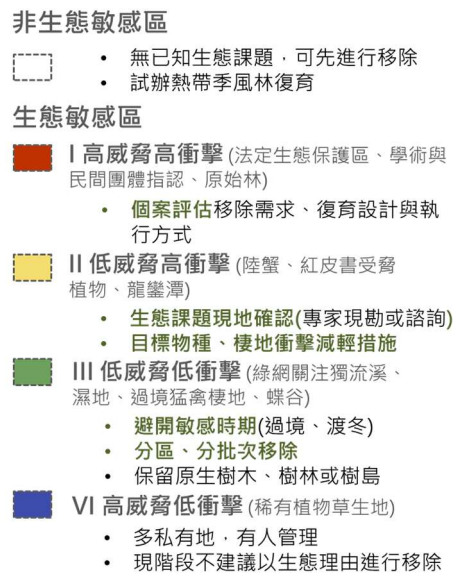 非生態敏感區
• 無已知生態課題，可先進行移除
• 試辦熱帶季風林復育
生態敏感區
I 高威脅高衝擊 (法定生態保護區、學術與
民間團體指認、原始林)
• 個案評估移除需求、復育設計與執
行方式
II 低威脅高衝擊 (陸蟹、紅皮書受脅
植物、龍鑾潭)
• 生態課題現地確認(專家現勘或諮詢)
• 目標物種、棲地衝擊減輕措施
III 低威脅低衝擊 (綠網關注獨流溪、
濕地、過境猛禽棲地、蝶谷)
• 避開敏感時期(過境、渡冬)
• 分區、分批次移除
• 保留原生樹木、樹林或樹島
VI 高威脅低衝擊 (稀有植物草生地)
• 多私有地，有人管理
• 現階段不建議以生態理由進行移除